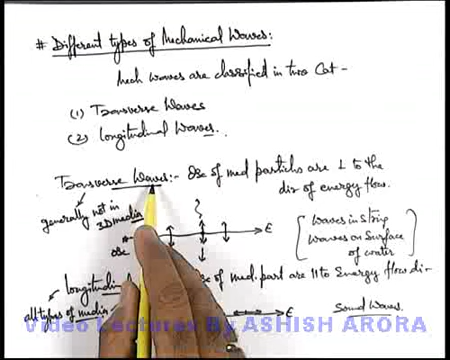 # Different types of Mechanical Waves:
Mech waves are classified in two Cat –
(1) Transverse Waves
(2) Longitudinal Waves.
Transverse Waves :- Osc of med particles are ⊥ to the
dir of energy flow.
generally not in
3D media
E
[ Waves in String
Waves on Surface
of water ]
Osc
Longitud
of med. part are || to Energy flow dir
all types of media
E
Sound Waves
Video Lectures By ASHISH ARORA